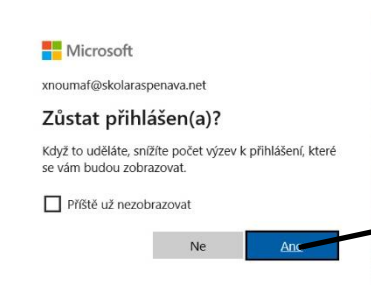 Microsoft
xnoumaf@skolaraspenava.net
Zůstat přihlášen(a)?
Když to uděláte, snížíte počet výzev k přihlášení, které
se vám budou zobrazovat.
Příště už nezobrazovat
Ne
Ano